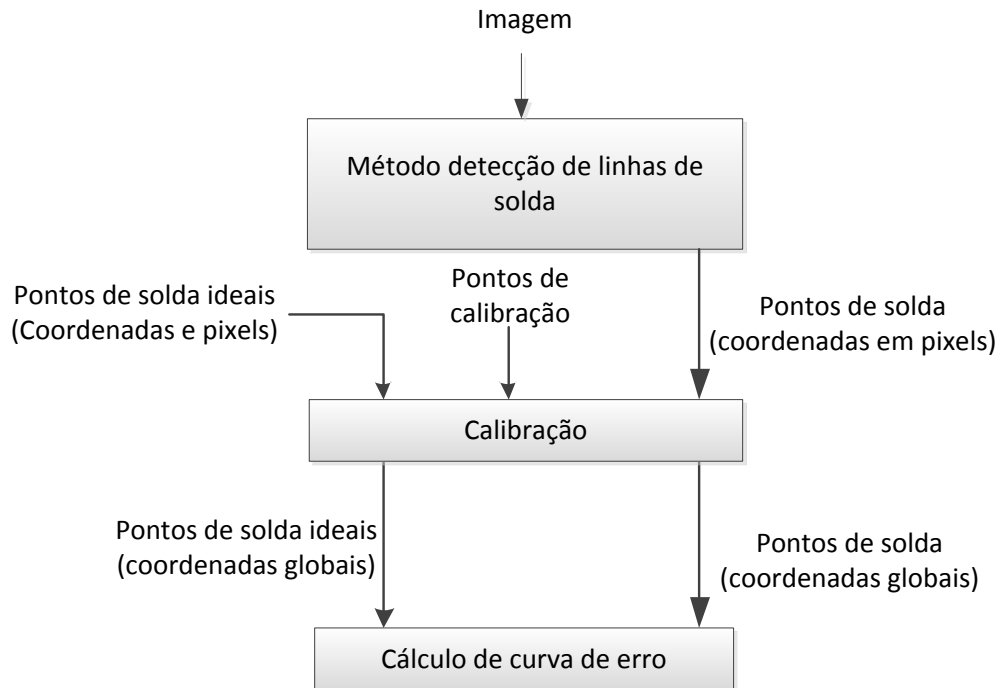 Imagem
Método detecção de linhas de
solda
Pontos de solda ideais
(Coordenadas e pixels)
Pontos de
calibração
Pontos de solda
(coordenadas em pixels)
Calibração
Pontos de solda ideais
(coordenadas globais)
Pontos de solda
(coordenadas globais)
Cálculo de curva de erro